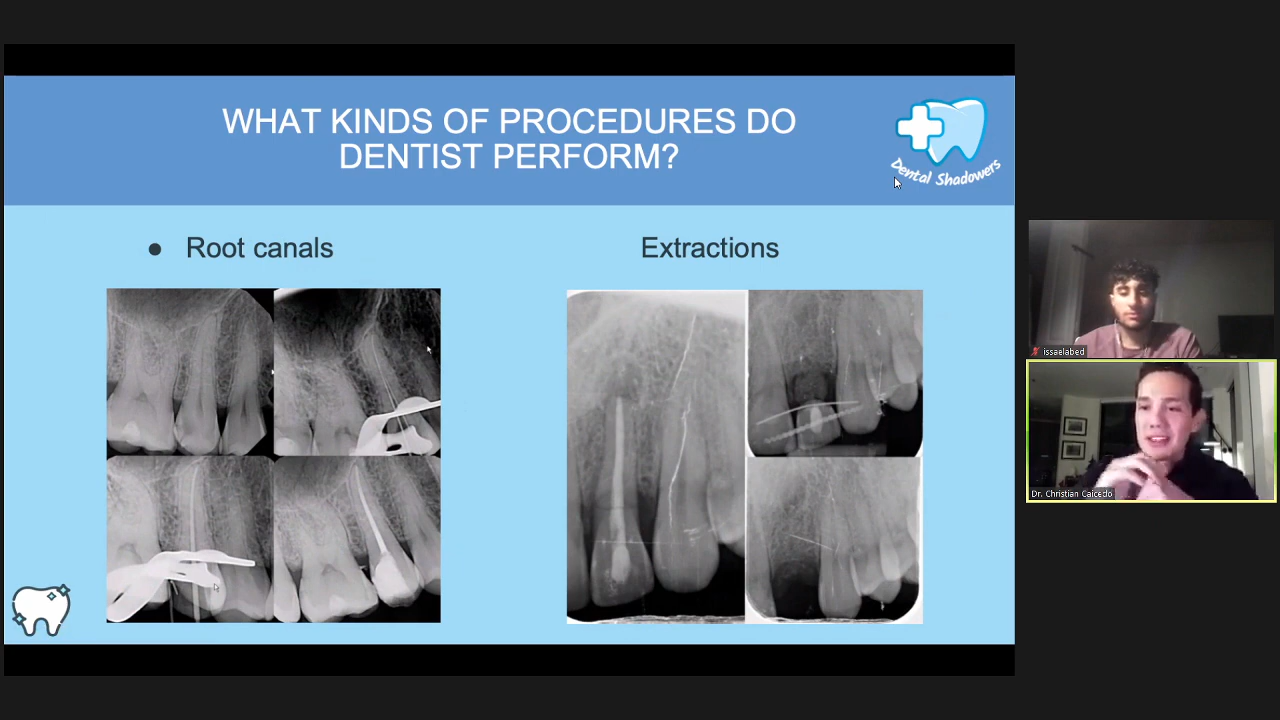 WHAT KINDS OF PROCEDURES DO
DENTIST PERFORM?
Dental Shadowers
● Root canals
Extractions
issaelabed
Dr. Christian Caicedo